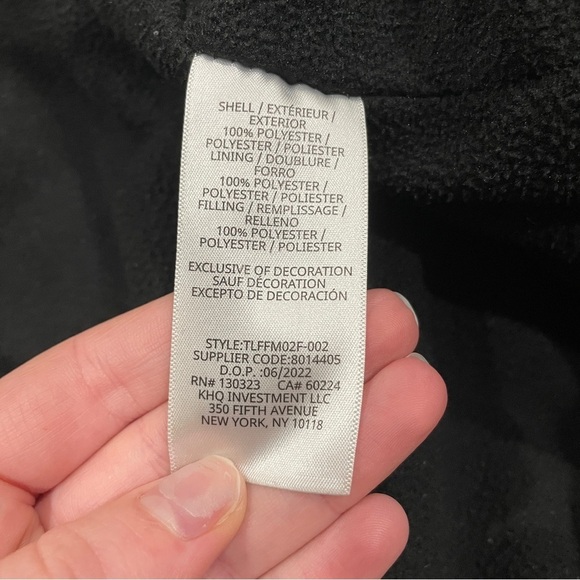 SHELL / EXTÉRIEUR /
EXTERIOR
100% POLYESTER /
POLYESTER / POLIESTER
LINING / DOUBLURE /
FORRO
100% POLYESTER /
POLYESTER / POLIESTER
FILLING / REMPLISSAGE /
RELLENO
100% POLYESTER /
POLYESTER / POLIESTER
EXCLUSIVE OF DECORATION
SAUF DÉCORATION
EXCEPTO DE DECORACIÓN
STYLE:TLFFM02F-002
SUPPLIER CODE:8014405
D.O.P. :06/2022
RN# 130323 CA# 60224
KHQ INVESTMENT LLC
350 FIFTH AVENUE
NEW YORK, NY 10118